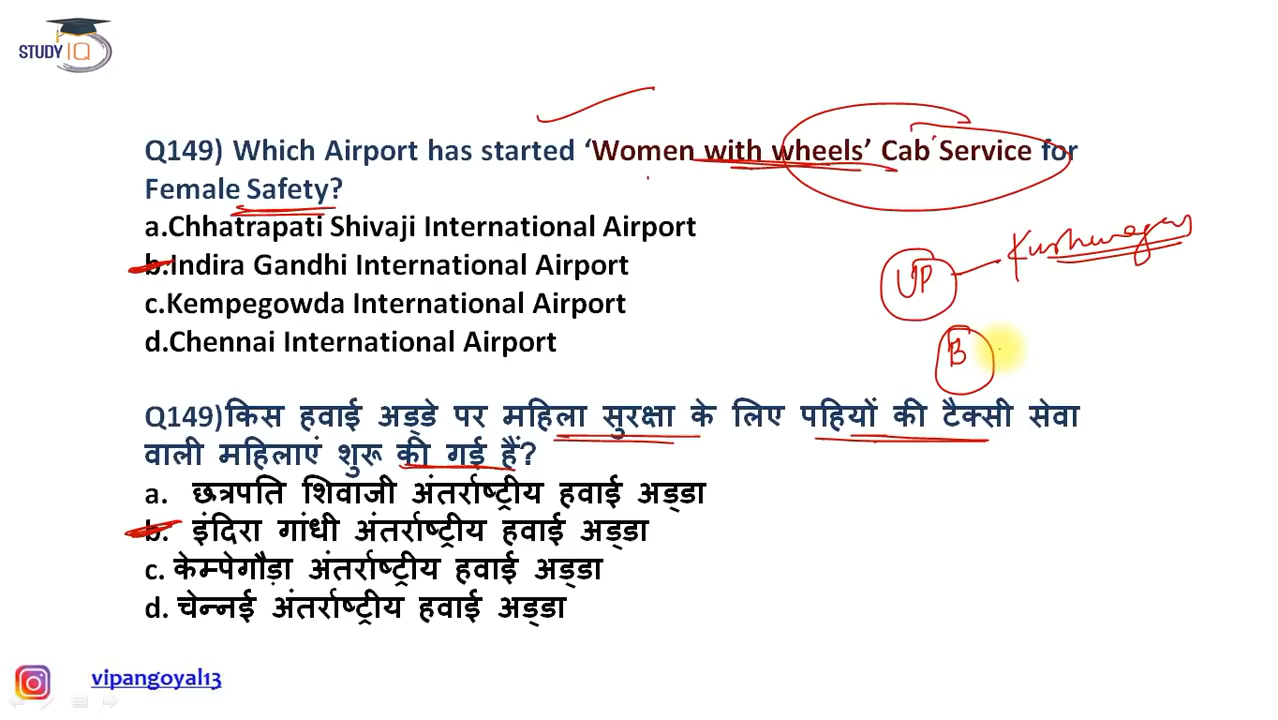 STUDY IQ
Q149) Which Airport has started ‘Women with wheels’ Cab Service for
Female Safety?
a.Chhatrapati Shivaji International Airport
b.Indira Gandhi International Airport
c.Kempegowda International Airport
d.Chennai International Airport
UP
B
Q149)किस हवाई अड्डे पर महिला सुरक्षा के लिए पहियों की टैक्सी सेवा
वाली महिलाएं शुरू की गई हैं?
a. छत्रपति शिवाजी अंतर्राष्ट्रीय हवाई अड्डा
b. इंदिरा गांधी अंतर्राष्ट्रीय हवाई अड्डा
c. केम्पेगौड़ा अंतर्राष्ट्रीय हवाई अड्डा
d. चेन्नई अंतर्राष्ट्रीय हवाई अड्डा
vipangoyal13